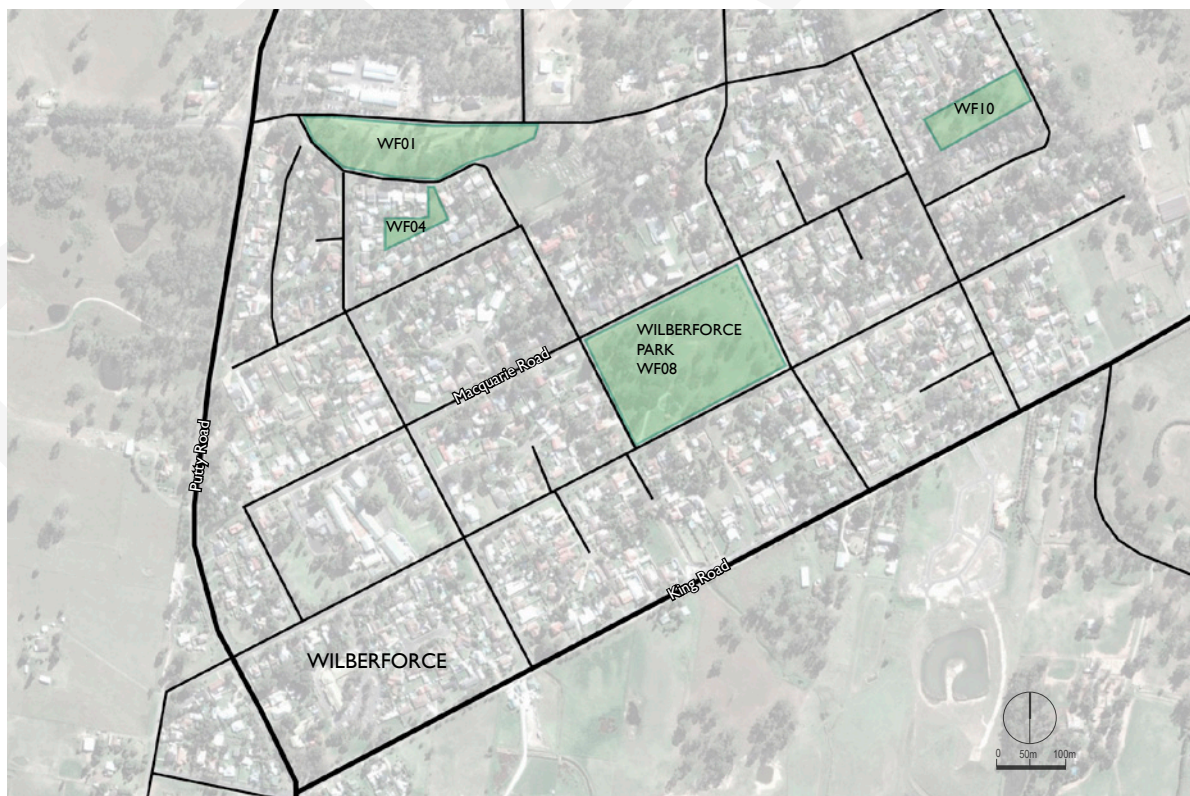 WF01
WF10
WF04
WILBERFORCE
PARK
WF08
Macquarie Road
Putty Road
King Road
WILBERFORCE
0 50m 100m